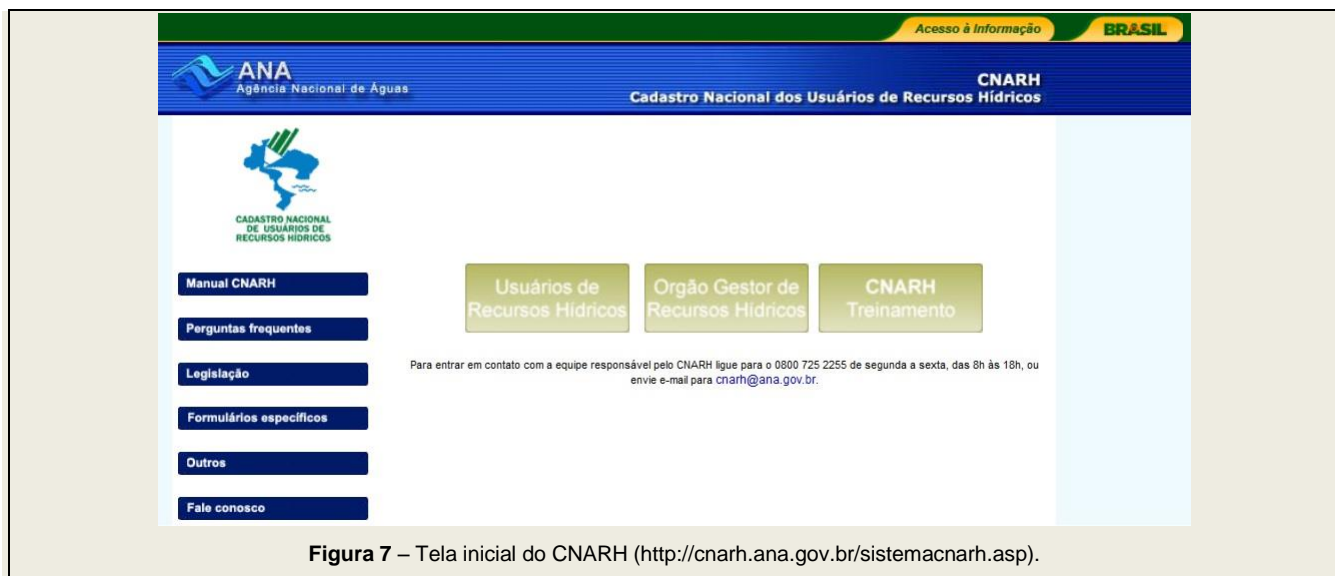 Acesso à Informação
BRASIL
ANA
Agência Nacional de Águas
CNARH
Cadastro Nacional dos Usuários de Recursos Hídricos
CADASTRO NACIONAL
DE USUÁRIOS DE
RECURSOS HÍDRICOS
Manual CNARH
Perguntas frequentes
Legislação
Formulários específicos
Outros
Fale conosco
Usuários de
Recursos Hídricos
Orgão Gestor de
Recursos Hídricos
CNARH
Treinamento
Para entrar em contato com a equipe responsável pelo CNARH ligue para o 0800 725 2255 de segunda a sexta, das 8h às 18h, ou
envie e-mail para cnarh@ana.gov.br.
Figura 7 – Tela inicial do CNARH (http://cnarh.ana.gov.br/sistemacnarh.asp).